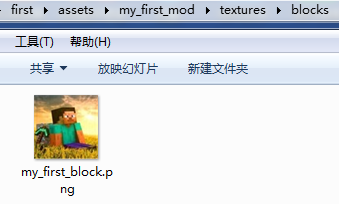 first ▸ assets ▸ my_first_mod ▸ textures ▸ blocks
工具(T) 帮助(H)
共享 放映幻灯片 新建文件夹
my_first_block.p
ng